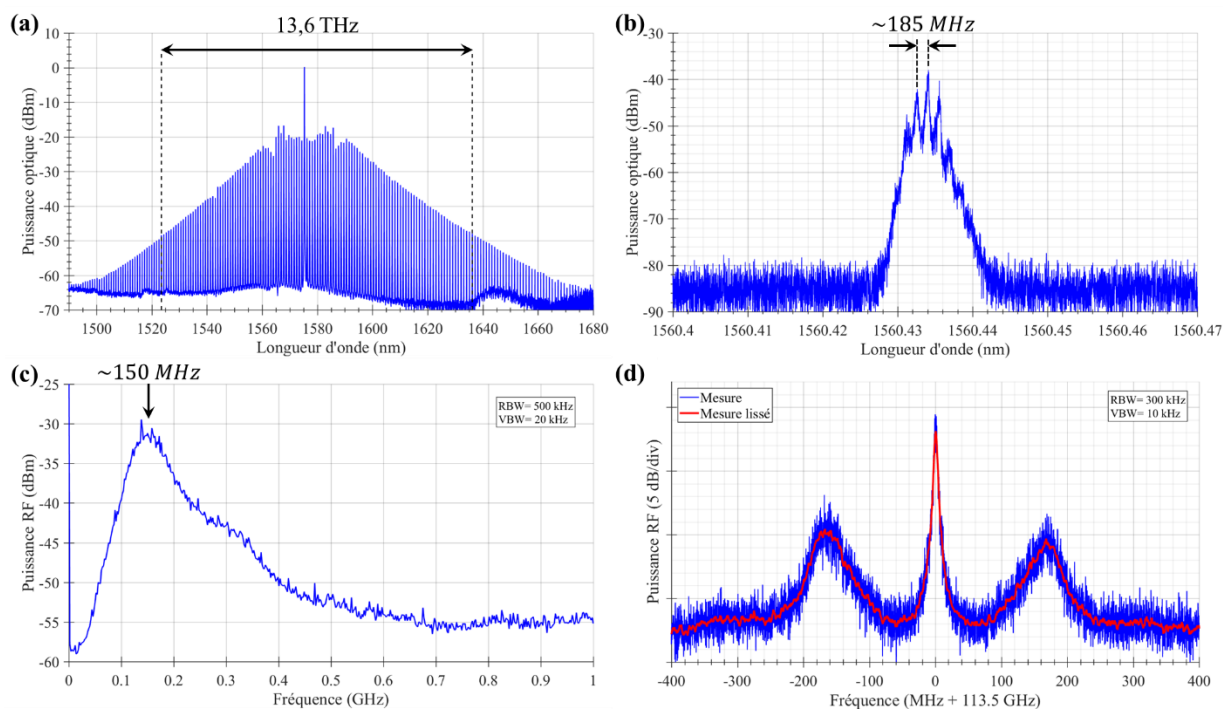 (a)
13,6 THz
10
0
-10
-20
-30
-40
-50
-60
-70
Puissance optique (dBm)
1500
1520
1540
1560
1580
1600
1620
1640
1660
1680
Longueur d'onde (nm)
(b)
~185 MHz
-30
-40
-50
-60
-70
-80
-90
Puissance optique (dBm)
1560.4
1560.41
1560.42
1560.43
1560.44
1560.45
1560.46
1560.47
Longueur d'onde (nm)
(c)
~150 MHz
-25
-30
-35
-40
-45
-50
-55
-60
Puissance RF (dBm)
RBW= 500 kHz
VBW= 20 kHz
0
0.1
0.2
0.3
0.4
0.5
0.6
0.7
0.8
0.9
1
Fréquence (GHz)
(d)
Mesure
Mesure lissé
RBW= 300 kHz
VBW= 10 kHz
Puissance RF (5 dB/div)
-400
-300
-200
-100
0
100
200
300
400
Fréquence (MHz + 113.5 GHz)